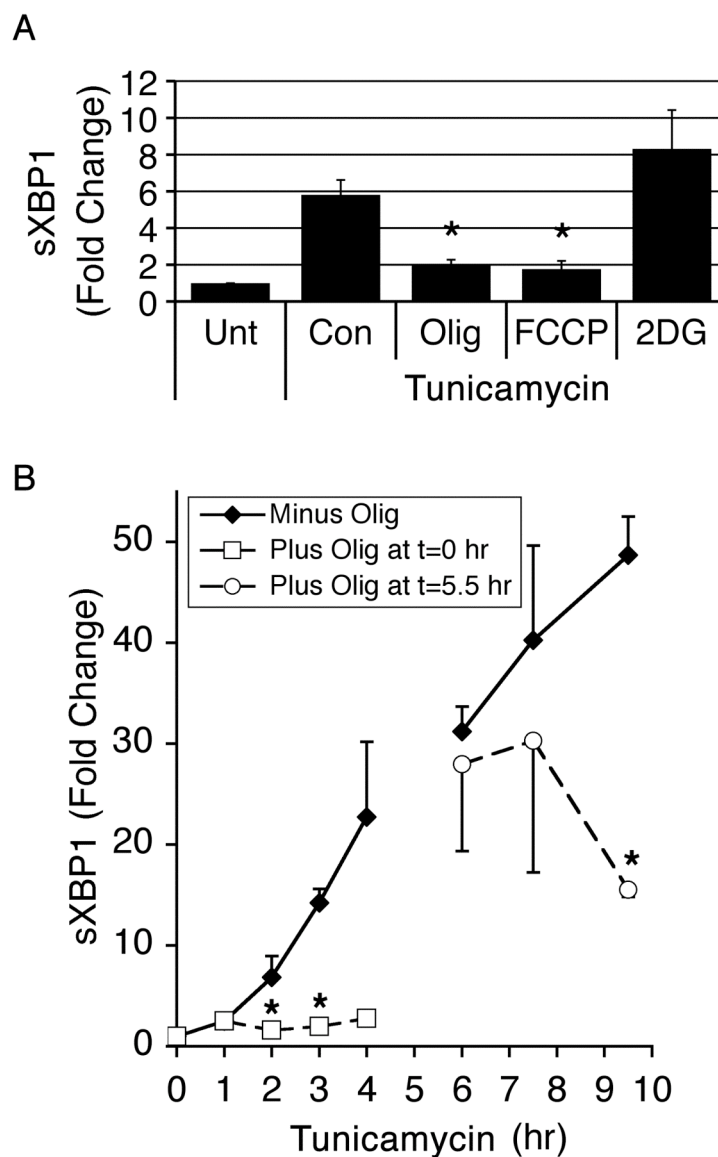 A
sXBP1
(Fold Change)
12
10
8
6
4
2
0
* *
Unt Con Olig FCCP 2DG
Tunicamycin
B
sXBP1 (Fold Change)
Minus Olig
Plus Olig at t=0 hr
Plus Olig at t=5.5 hr
50
40
30
20
10
0
*
* *
0 1 2 3 4 5 6 7 8 9 10
Tunicamycin (hr)